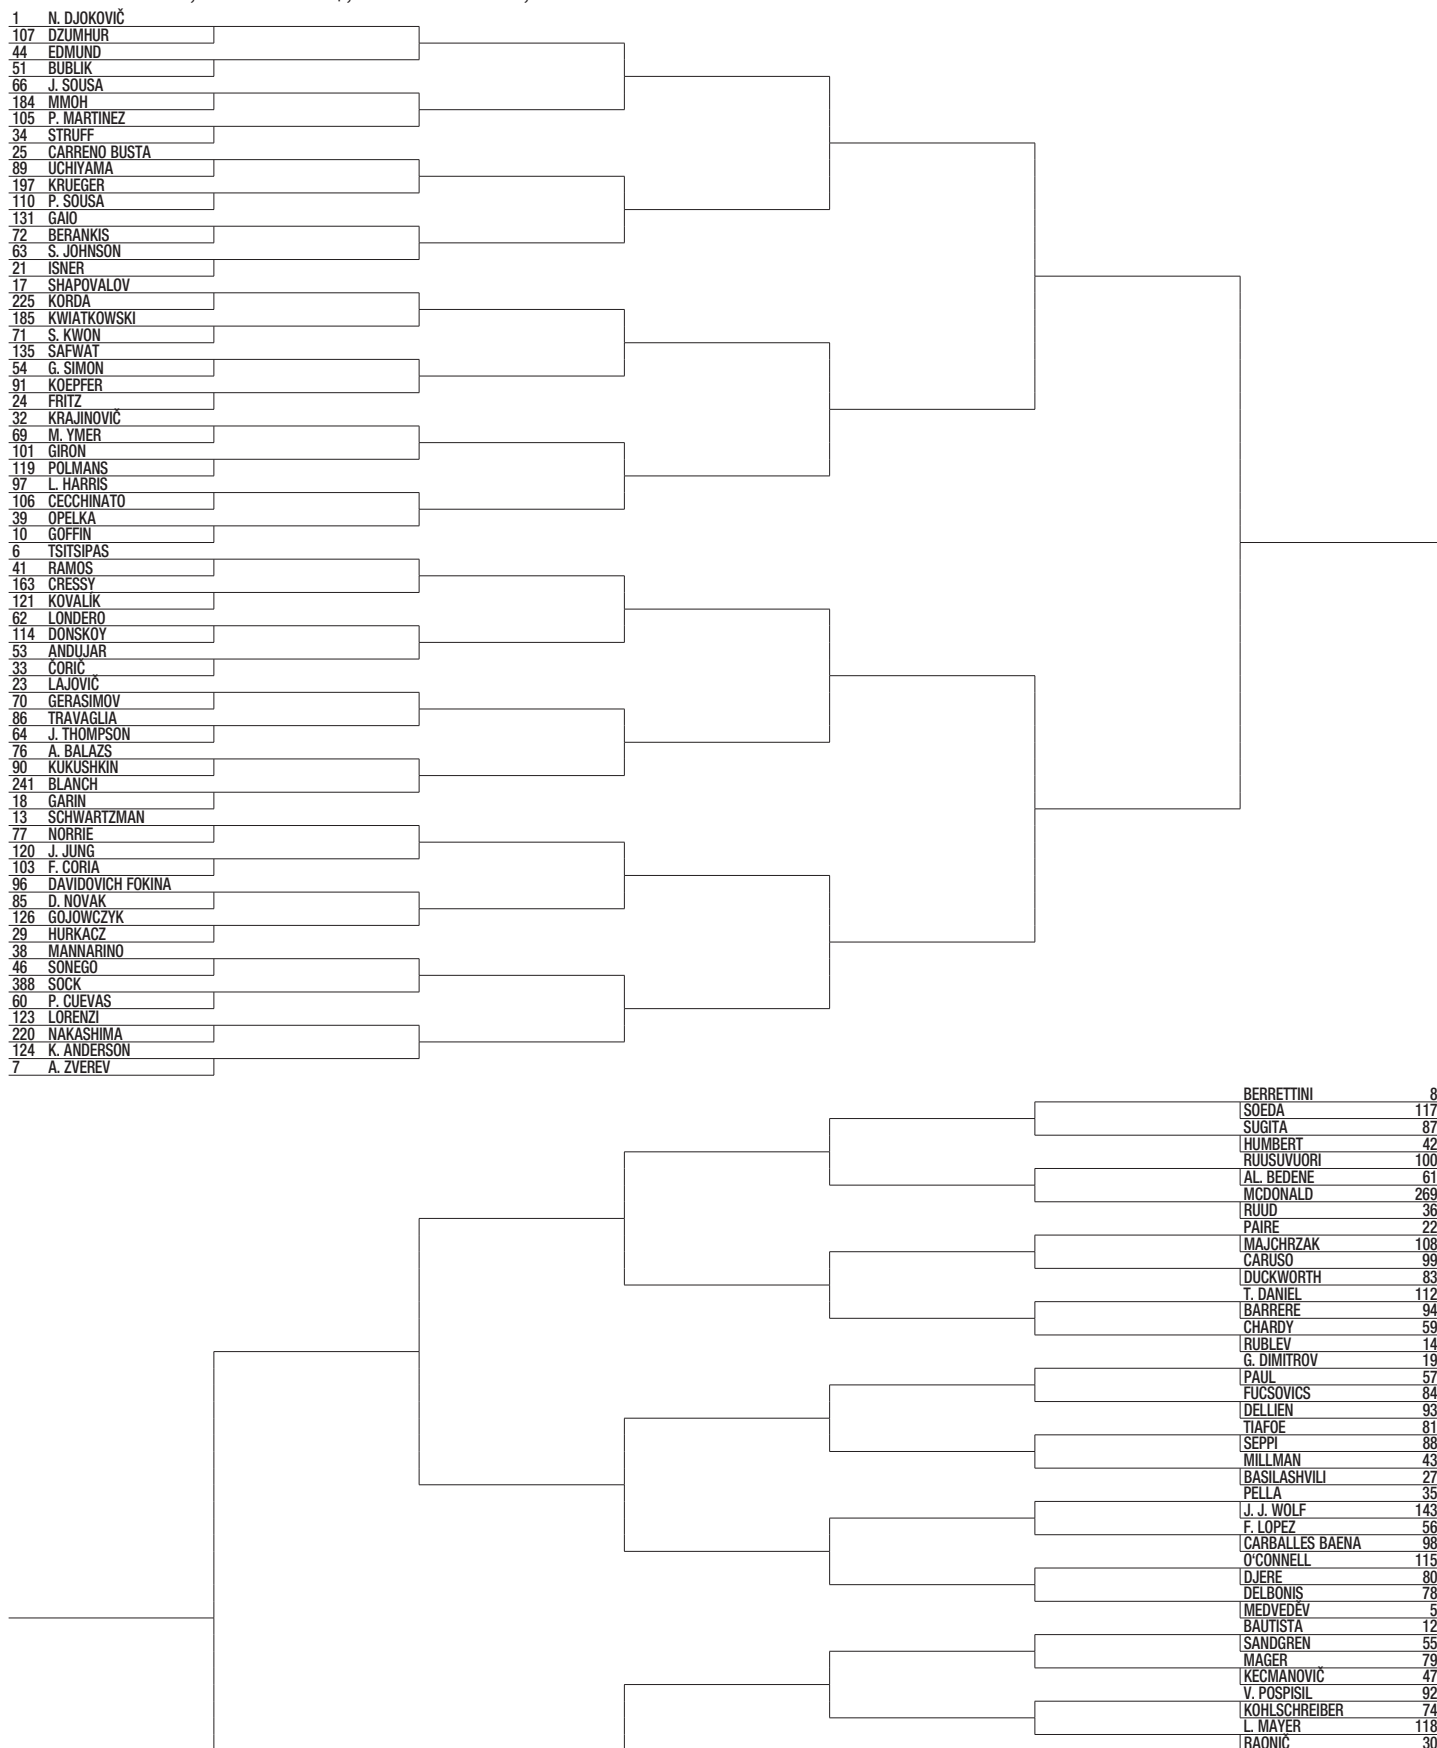 1 N. DJOKOVIČ
107 DZUMHUR
44 EDMUND
51 BUBLIK
66 J. SOUSA
184 MMOH
105 P. MARTINEZ
34 STRUFF
25 CARRENO BUSTA
89 UCHIYAMA
197 KRUEGER
110 P. SOUSA
131 GAIO
72 BERANKIS
63 S. JOHNSON
21 ISNER
17 SHAPOVALOV
225 KORDA
185 KWIATKOWSKI
71 S. KWON
135 SAFWAT
54 G. SIMON
91 KOEPFER
24 FRITZ
32 KRAJINOVIČ
69 M. YMER
101 GIRON
119 POLMANS
97 L. HARRIS
106 CECCHINATO
39 OPELKA
10 GOFFIN
6 TSITSIPAS
41 RAMOS
163 CRESSY
121 KOVALÍK
62 LONDERO
114 DONSKOY
53 ANDUJAR
33 ČORIČ
23 LAJOVIČ
70 GERASIMOV
86 TRAVAGLIA
64 J. THOMPSON
76 A. BALAZS
90 KUKUSHKIN
241 BLANCH
18 GARIN
13 SCHWARTZMAN
77 NORRIE
120 J. JUNG
103 F. CORIA
96 DAVIDOVICH FOKINA
85 D. NOVAK
126 GOJOWCZYK
29 HURKACZ
38 MANNARINO
46 SONEGO
388 SOCK
60 P. CUEVAS
123 LORENZI
220 NAKASHIMA
124 K. ANDERSON
7 A. ZVEREV
BERRETTINI 8
SOEDA 117
SUGITA 87
HUMBERT 42
RUUSUVUORI 100
AL. BEDENE 61
MCDONALD 269
RUUD 36
PAIRE 22
MAJCHRZAK 108
CARUSO 99
DUCKWORTH 83
T. DANIEL 112
BARRERE 94
CHARDY 59
RUBLEV 14
G. DIMITROV 19
PAUL 57
FUCSOVICS 84
DELLIEN 93
TIAFOE 81
SEPPI 88
MILLMAN 43
BASILASHVILI 27
PELLA 35
J. J. WOLF 143
F. LOPEZ 56
CARBALLES BAENA 98
O'CONNELL 115
DJERE 80
DELBONIS 78
MEDVEDĚV 5
BAUTISTA 12
SANDGREN 55
MAGER 79
KECMANOVIČ 47
V. POSPISIL 92
KOHLSCHREIBER 74
L. MAYER 118
RAONIČ 30